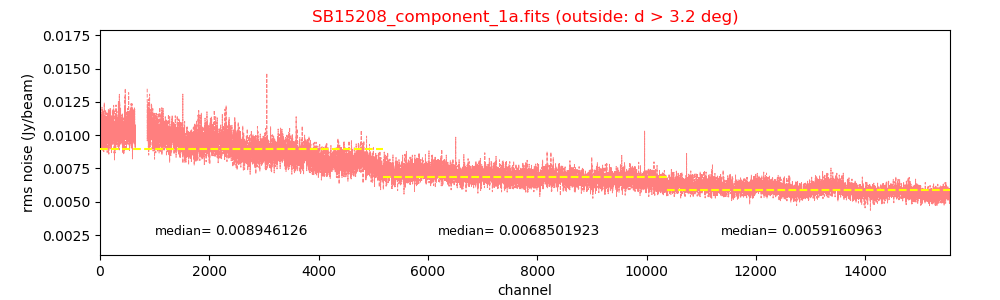 SB15208_component_1a.fits (outside: d > 3.2 deg)
0.0175
0.0150
0.0125
0.0100
0.0075
0.0050
0.0025
rms noise (Jy/beam)
median= 0.008946126
median= 0.0068501923
median= 0.0059160963
0 2000 4000 6000 8000 10000 12000 14000
channel